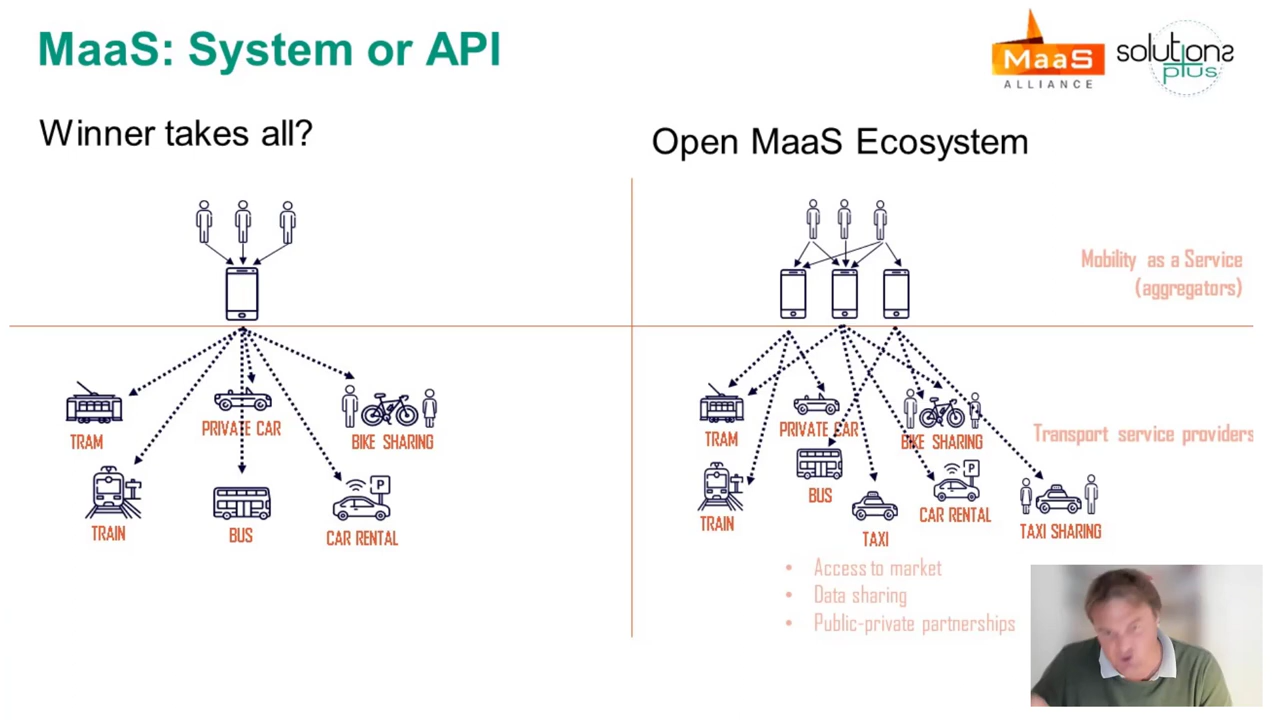 MaaS: System or API
MaaS
ALLIANCE
solutions
plus
Winner takes all?
Open MaaS Ecosystem
Mobility as a Service
(aggregators)
TRAM
PRIVATE CAR
BIKE SHARING
TRAIN
BUS
P
CAR RENTAL
TRAM
PRIVATE CAR
BIKE SHARING
Transport service providers
BUS
P
TRAIN
TAXI
CAR RENTAL
TAXI SHARING
• Access to market
• Data sharing
• Public-private partnerships